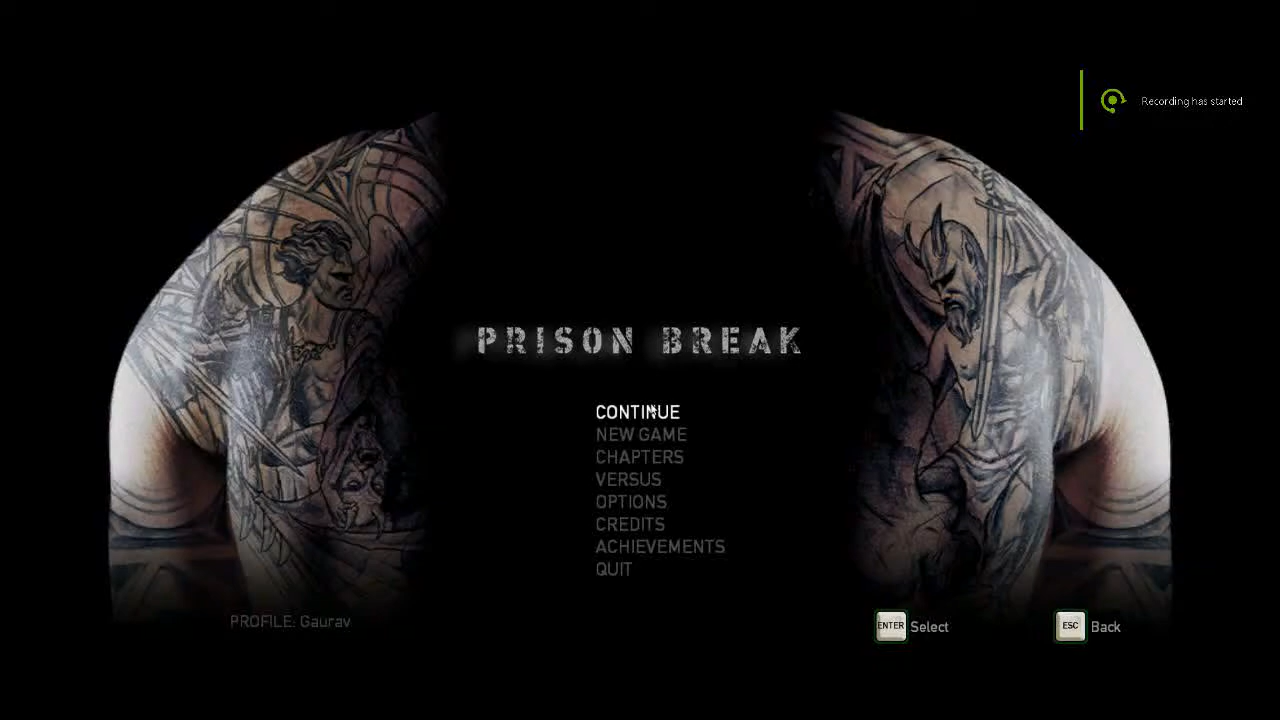 Recording has started
PRISON BREAK
CONTINUE
NEW GAME
CHAPTERS
VERSUS
OPTIONS
CREDITS
ACHIEVEMENTS
QUIT
PROFILE: Gaurav
ENTER Select
ESC Back